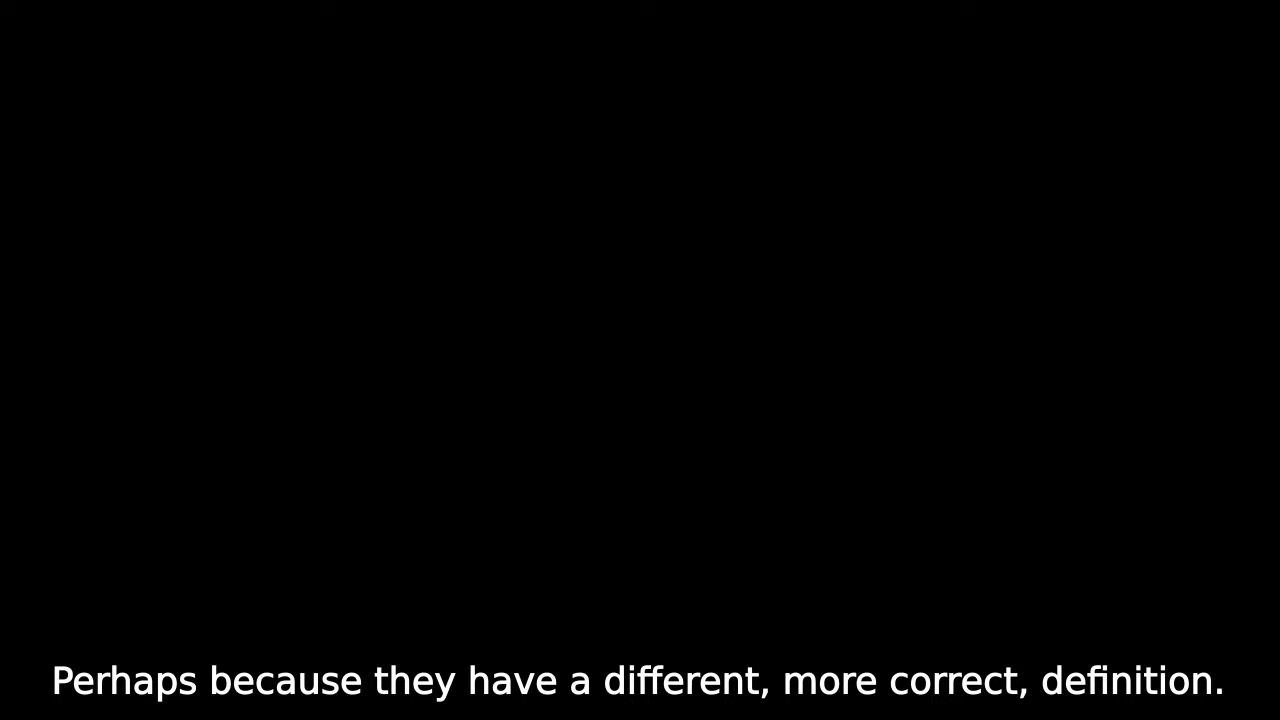 Perhaps because they have a different, more correct, definition.